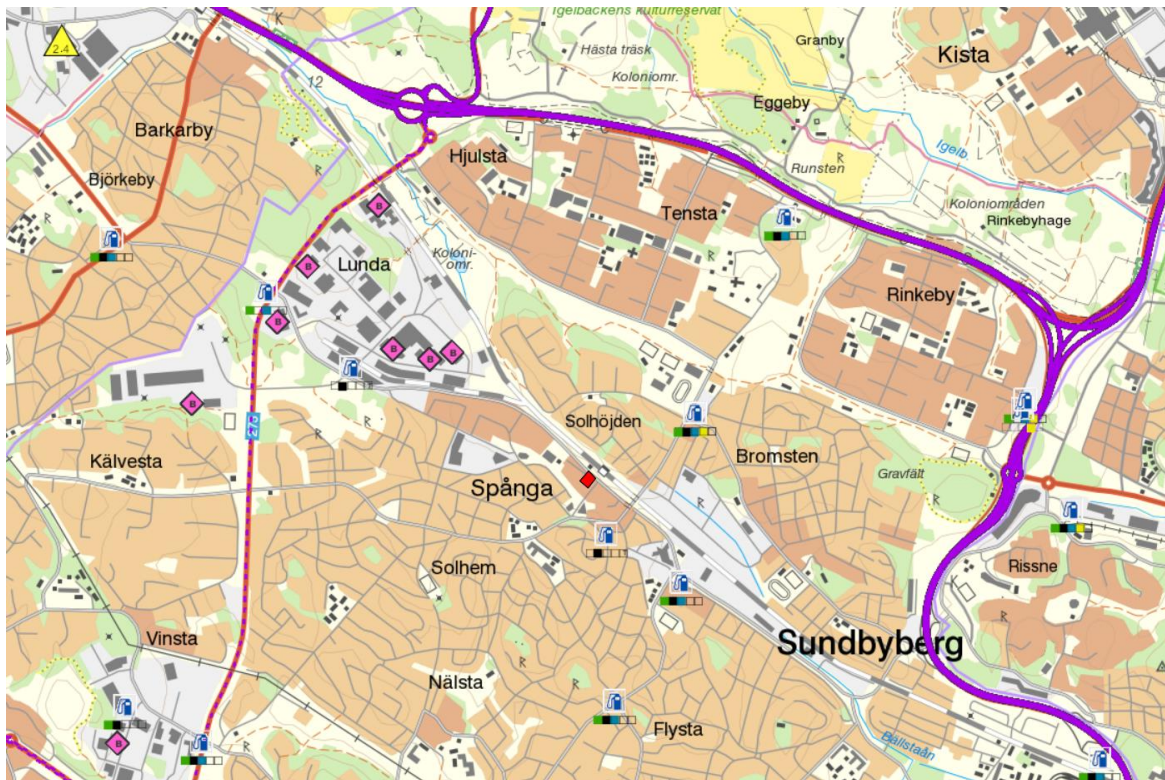 Igelbäckens kulturreservat
K
Granby
Hästa träsk
Kista
2.4
Koloniomr.
12
Eggeby
Barkarby
Igelb.
Hjulsta
Runsten
R
Björkeby
Koloniområden
Tensta
Rinkebyhage
B
Koloni-
omr.
Lunda
B
Rinkeby
B
B
B
B
B
Solhöjden
273
Bromsten
Kälvesta
Gravfält
Spånga
R
Rissne
Solhem
R
Vinsta
Sundbyberg
R
Nälsta
Flysta
B
Bällstaån